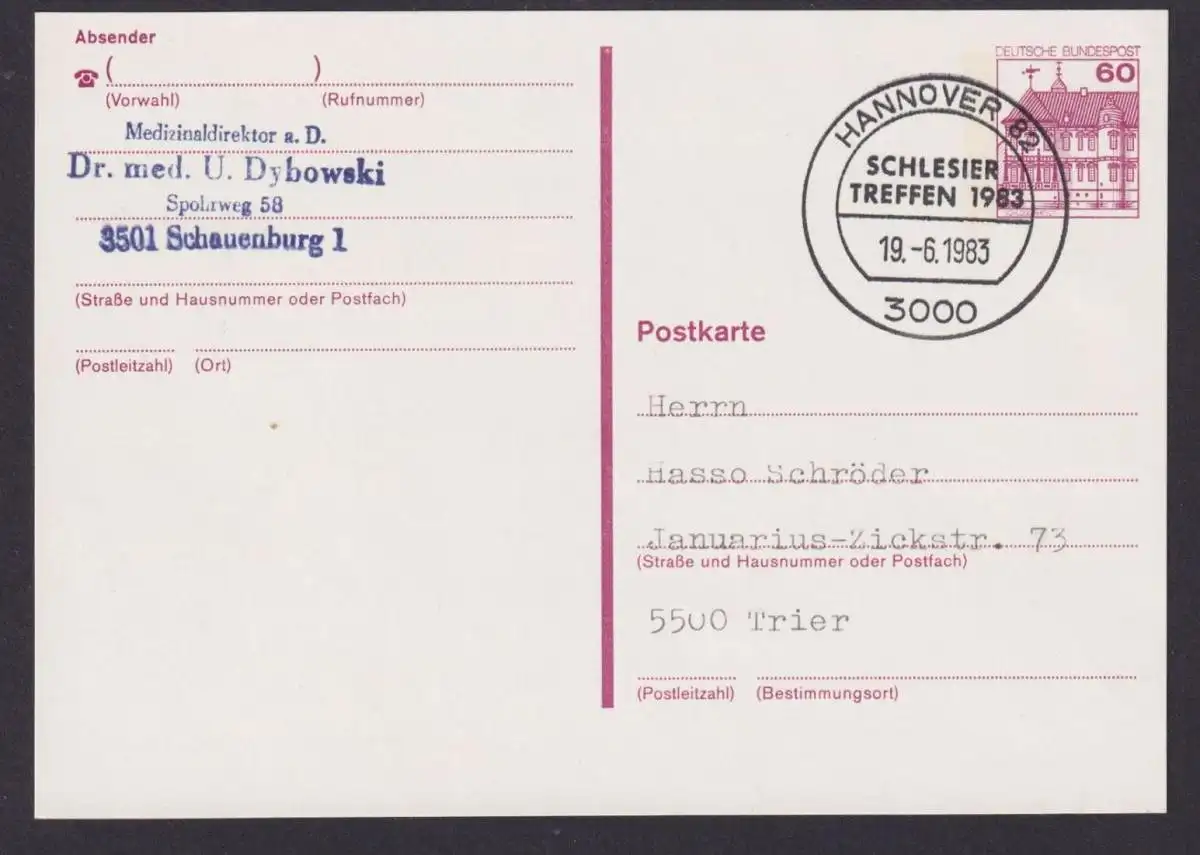 Absender
☎ ( )
(Vorwahl) (Rufnummer)
Medizinaldirektor a. D.
Dr. med. U. Dybowski
Spohrweg 58
3501 Schauenburg 1
(Straße und Hausnummer oder Postfach)
(Postleitzahl) (Ort)
DEUTSCHE BUNDESPOST
60
HANNOVER 82
SCHLESIER
TREFFEN 1983
19.-6.1983
3000
Postkarte
Herrn
Hasso Schröder
Januarius-Zickstr. 73
(Straße und Hausnummer oder Postfach)
5500 Trier
(Postleitzahl) (Bestimmungsort)